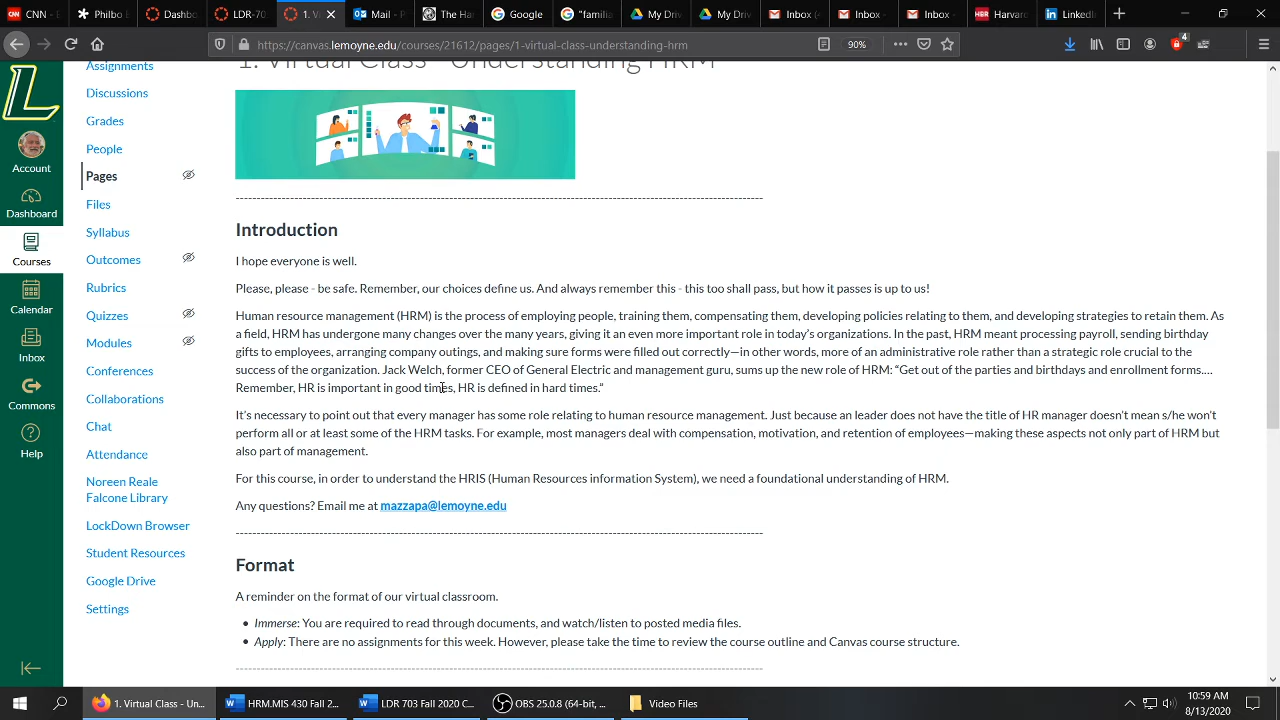 CNN -
Philbo
Dashbo
LDR-70
1. V
Mail - P
The Har
Google
"familia
My Driv
My Driv
Inbox (
Inbox -
Inbox -
HER
Harvar
LinkedIn
https://canvas.lemoyne.edu/courses/21612/pages/1-virtual-class-understanding-hrm
90%
4
L
Account
Dashboard
Courses
Calendar
Inbox
Commons
Help
Assignments
Discussions
Grades
People
Pages
Files
Syllabus
Outcomes
Rubrics
Quizzes
Modules
Conferences
Collaborations
Chat
Attendance
Noreen Reale
Falcone Library
LockDown Browser
Student Resources
Google Drive
Settings
1. Virtual Class - Understanding HRM
Introduction
I hope everyone is well.
Please, please - be safe. Remember, our choices define us. And always remember this - this too shall pass, but how it passes is up to us!
Human resource management (HRM) is the process of employing people, training them, compensating them, developing policies relating to them, and developing strategies to retain them. As
a field, HRM has undergone many changes over the many years, giving it an even more important role in today's organizations. In the past, HRM meant processing payroll, sending birthday
gifts to employees, arranging company outings, and making sure forms were filled out correctly—in other words, more of an administrative role rather than a strategic role crucial to the
success of the organization. Jack Welch, former CEO of General Electric and management guru, sums up the new role of HRM: “Get out of the parties and birthdays and enrollment forms.…
Remember, HR is important in good times, HR is defined in hard times.”
It's necessary to point out that every manager has some role relating to human resource management. Just because an leader does not have the title of HR manager doesn't mean s/he won't
perform all or at least some of the HRM tasks. For example, most managers deal with compensation, motivation, and retention of employees—making these aspects not only part of HRM but
also part of management.
For this course, in order to understand the HRIS (Human Resources information System), we need a foundational understanding of HRM.
Any questions? Email me at mazzapa@lemoyne.edu
Format
A reminder on the format of our virtual classroom.
• Immerse: You are required to read through documents, and watch/listen to posted media files.
• Apply: There are no assignments for this week. However, please take the time to review the course outline and Canvas course structure.
1. Virtual Class - Un...
HRM.MIS 430 Fall 2...
LDR 703 Fall 2020 C...
OBS 25.0.8 (64-bit, ...
Video Files
10:59 AM
8/13/2020